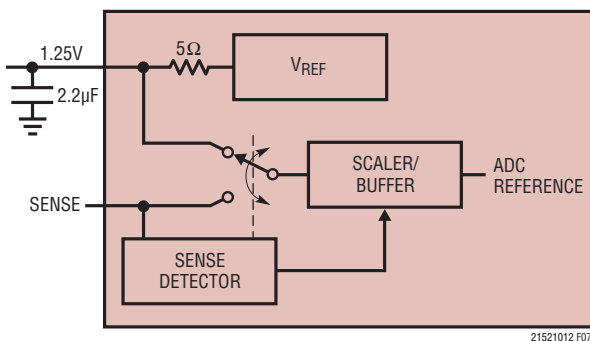 1.25V
5Ω
VREF
2.2µF
SCALER/
BUFFER
ADC
REFERENCE
SENSE
SENSE
DETECTOR
21521012 F07